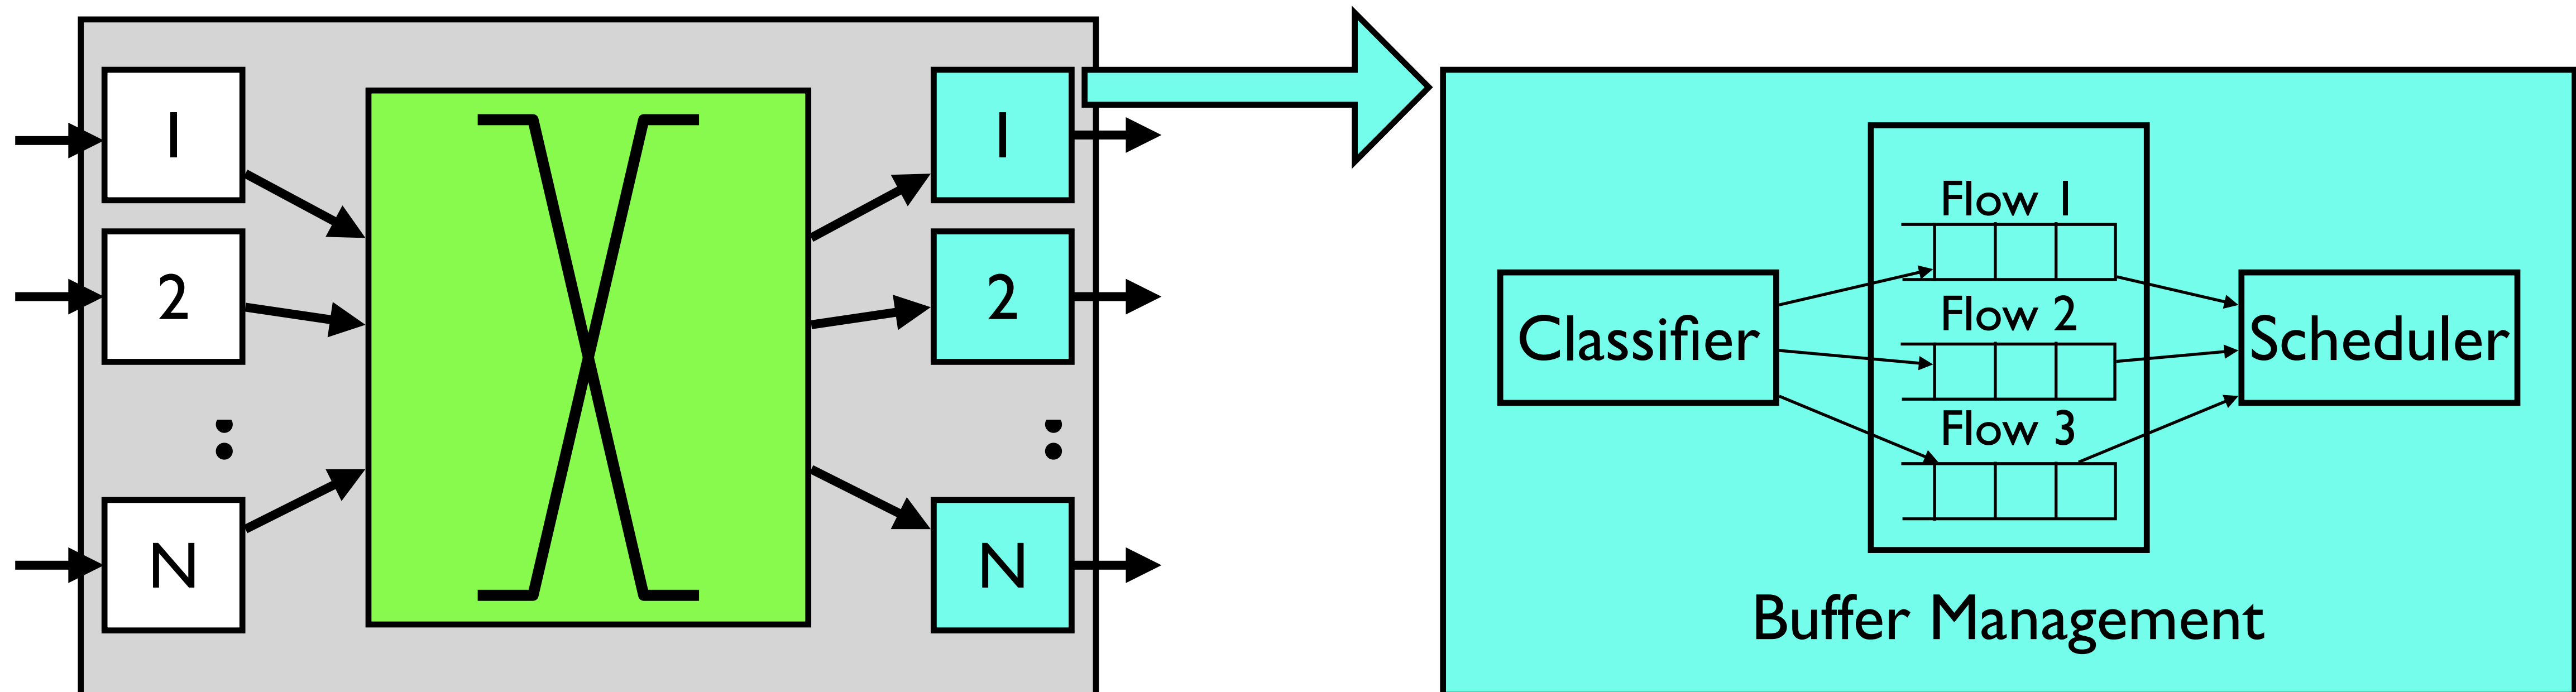 1
2
N
1
2
N
Flow 1
Flow 2
Flow 3
Classifier
Scheduler
Buffer Management